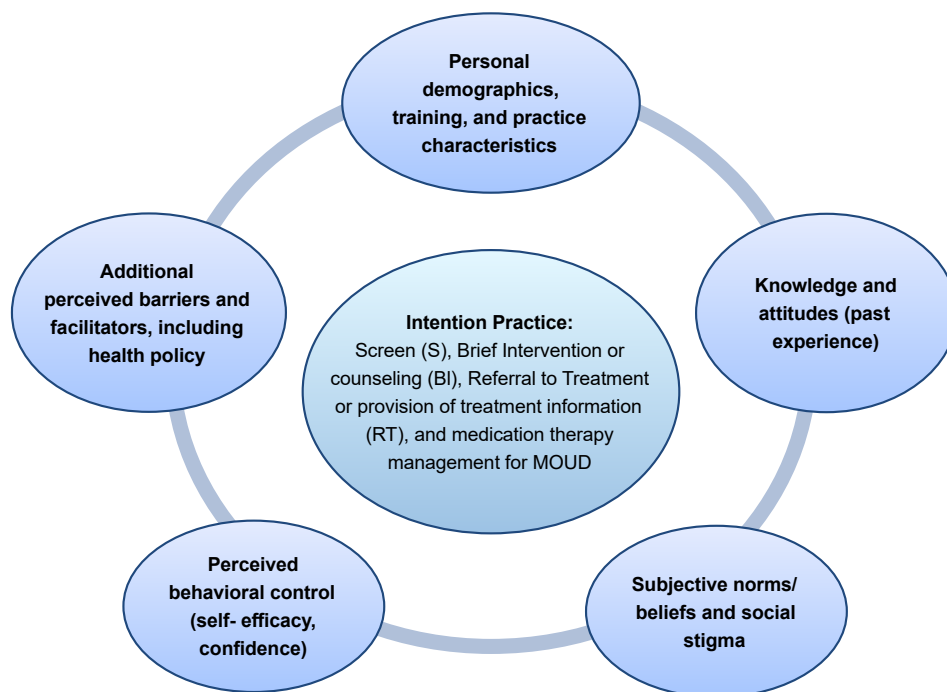 Personal
demographics,
training, and practice
characteristics
Knowledge and
attitudes (past
experience)
Subjective norms/
beliefs and social
stigma
Perceived
behavioral control
(self- efficacy,
confidence)
Additional
perceived barriers and
facilitators, including
health policy
Intention Practice:
Screen (S), Brief Intervention or
counseling (BI), Referral to Treatment
or provision of treatment information
(RT), and medication therapy
management for MOUD